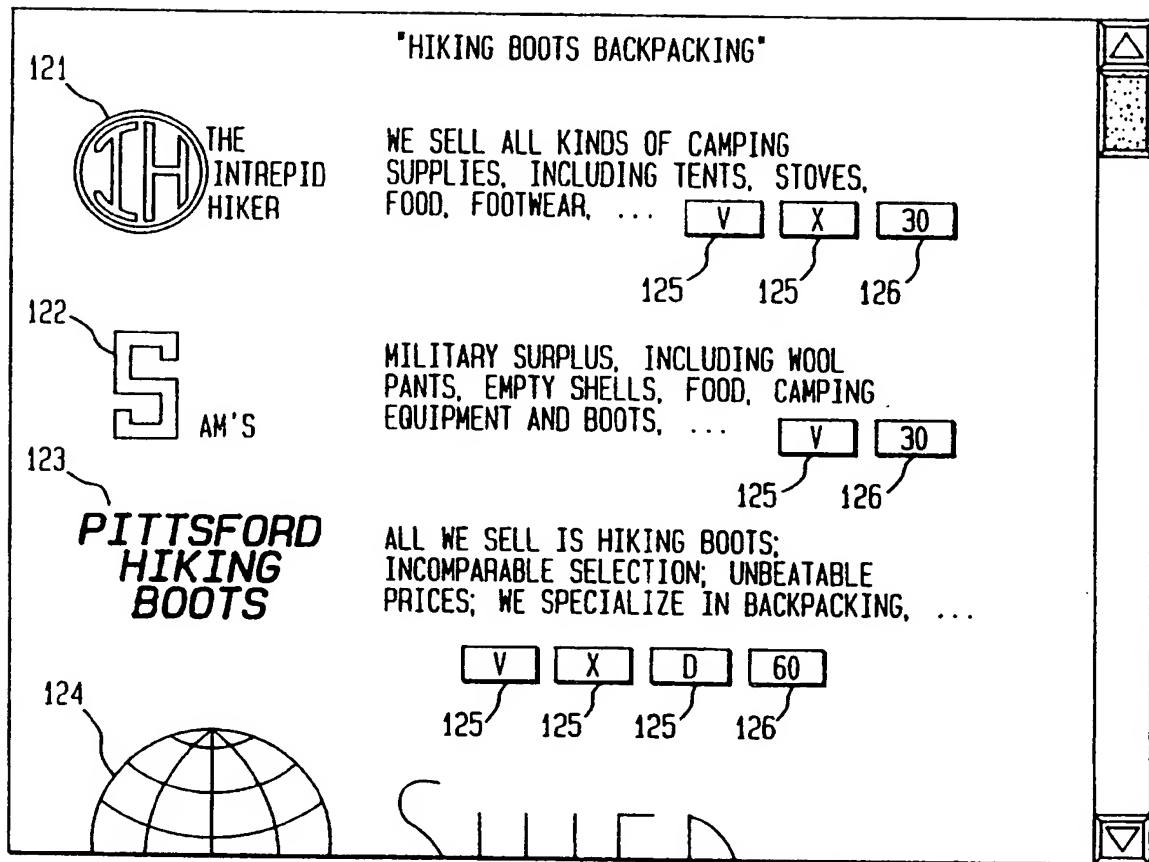 "HIKING BOOTS BACKPACKING"
121
IH
THE
INTREPID
HIKER
WE SELL ALL KINDS OF CAMPING
SUPPLIES, INCLUDING TENTS, STOVES,
FOOD, FOOTWEAR, ...
V X 30
125 125 126
122
S AM'S
MILITARY SURPLUS, INCLUDING WOOL
PANTS, EMPTY SHELLS, FOOD, CAMPING
EQUIPMENT AND BOOTS, ...
V 30
125 126
123
PITTSFORD
HIKING
BOOTS
ALL WE SELL IS HIKING BOOTS;
INCOMPARABLE SELECTION; UNBEATABLE
PRICES; WE SPECIALIZE IN BACKPACKING, ...
V X D 60
125 125 125 126
124